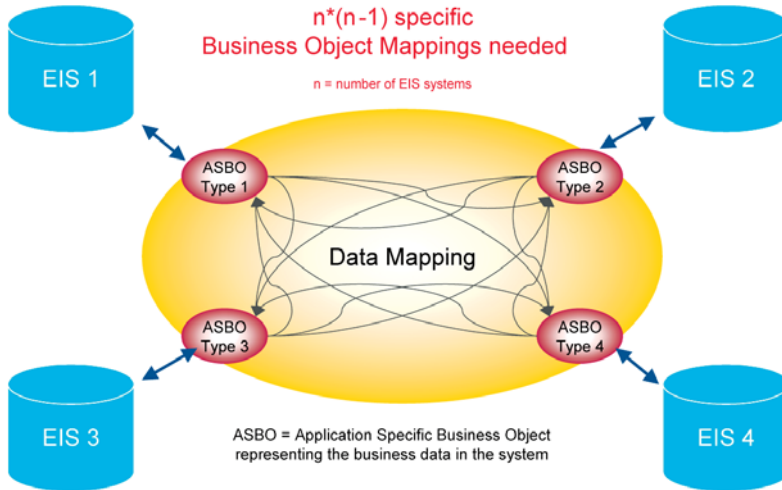 n*(n-1) specific
Business Object Mappings needed
n = number of EIS systems
EIS 1
EIS 2
ASBO
Type 1
ASBO
Type 2
Data Mapping
ASBO
Type 3
ASBO
Type 4
EIS 3
EIS 4
ASBO = Application Specific Business Object
representing the business data in the system